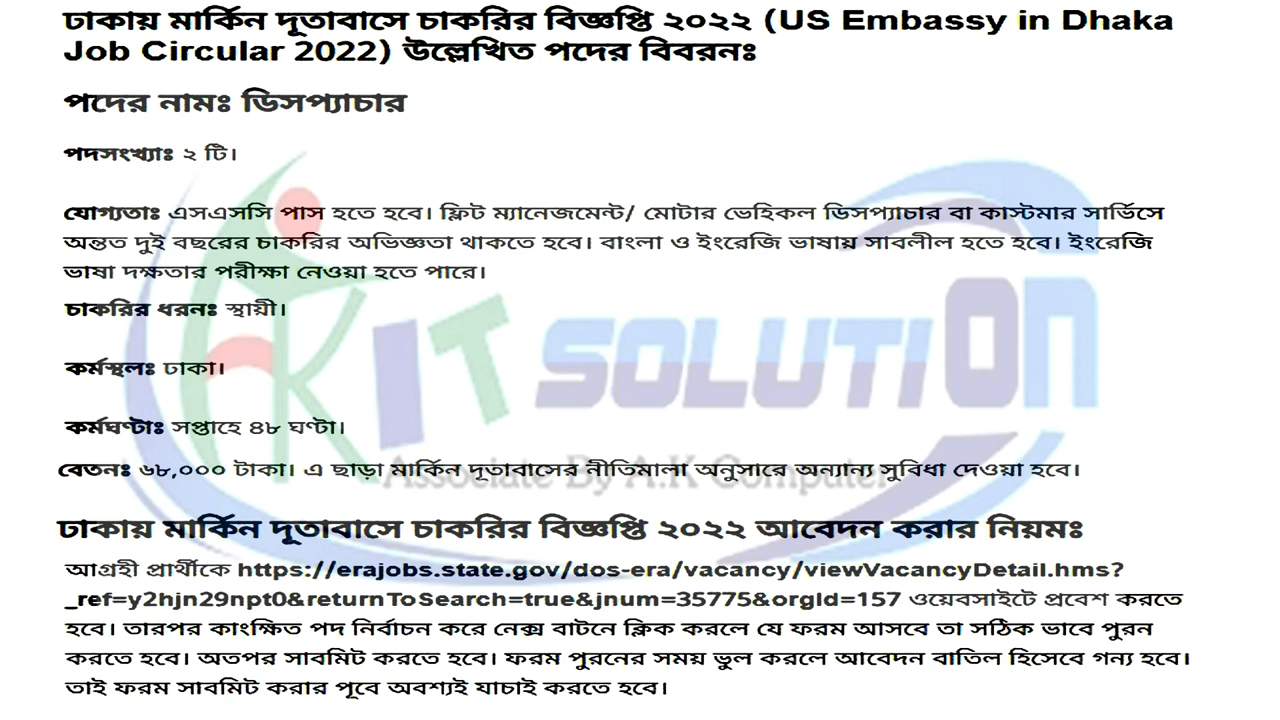 ঢাকায় মার্কিন দূতাবাসে চাকরির বিজ্ঞপ্তি ২০২২ (US Embassy in Dhaka
Job Circular 2022) উল্লেখিত পদের বিবরনঃ
পদের নামঃ ডিসপ্যাচার
পদসংখ্যাঃ ২ টি।
যোগ্যতাঃ এসএসসি পাস হতে হবে। ফ্লিট ম্যানেজমেন্ট/ মোটার ভেহিকল ডিসপ্যাচার বা কাস্টমার সার্ভিসে
অন্তত দুই বছরের চাকরির অভিজ্ঞতা থাকতে হবে। বাংলা ও ইংরেজি ভাষায় সাবলীল হতে হবে। ইংরেজি
ভাষা দক্ষতার পরীক্ষা নেওয়া হতে পারে।
চাকরির ধরনঃ স্থায়ী।
KIT SOLUTION
কর্মস্থলঃ ঢাকা।
কর্মঘণ্টাঃ সপ্তাহে ৪৮ ঘণ্টা।
বেতনঃ ৬৮,০০০ টাকা। এ ছাড়া মার্কিন দূতাবাসের নীতিমালা অনুসারে অন্যান্য সুবিধা দেওয়া হবে।
Associate By A.K Computer
ঢাকায় মার্কিন দূতাবাসে চাকরির বিজ্ঞপ্তি ২০২২ আবেদন করার নিয়মঃ
আগ্রহী প্রার্থীকে https://erajobs.state.gov/dos-era/vacancy/viewVacancyDetail.hms?
_ref=y2hjn29npt0&returnToSearch=true&jnum=35775&orgId=157 ওয়েবসাইটে প্রবেশ করতে
হবে। তারপর কাংক্ষিত পদ নির্বাচন করে নেক্স বাটনে ক্লিক করলে যে ফরম আসবে তা সঠিক ভাবে পুরন
করতে হবে। অতপর সাবমিট করতে হবে। ফরম পুরনের সময় ভুল করলে আবেদন বাতিল হিসেবে গন্য হবে।
তাই ফরম সাবমিট করার পূবে অবশ্যই যাচাই করতে হবে।